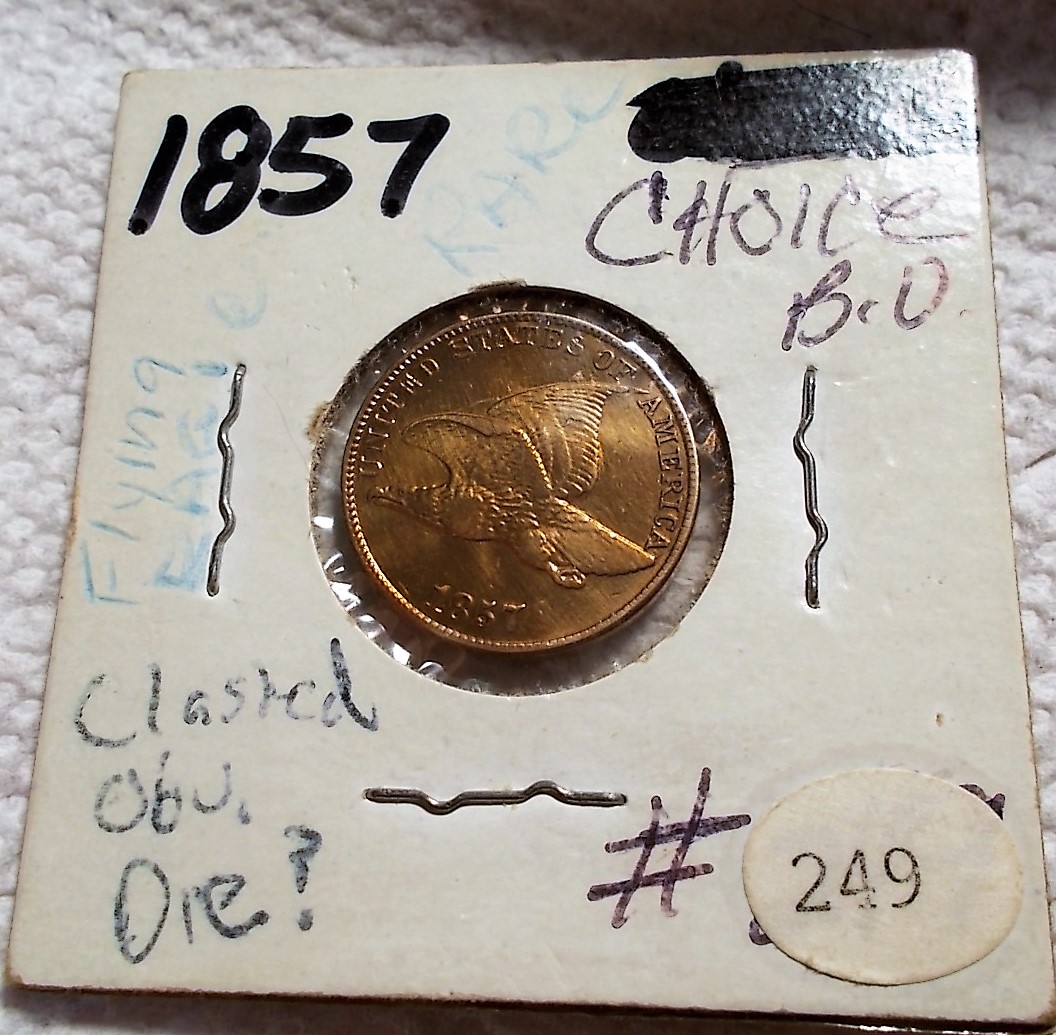 1857
RARE
CHOICE
B.U.
Flying
Eagle
UNITED STATES OF AMERICA
1857
Clashed
Obv.
Die?
#
249